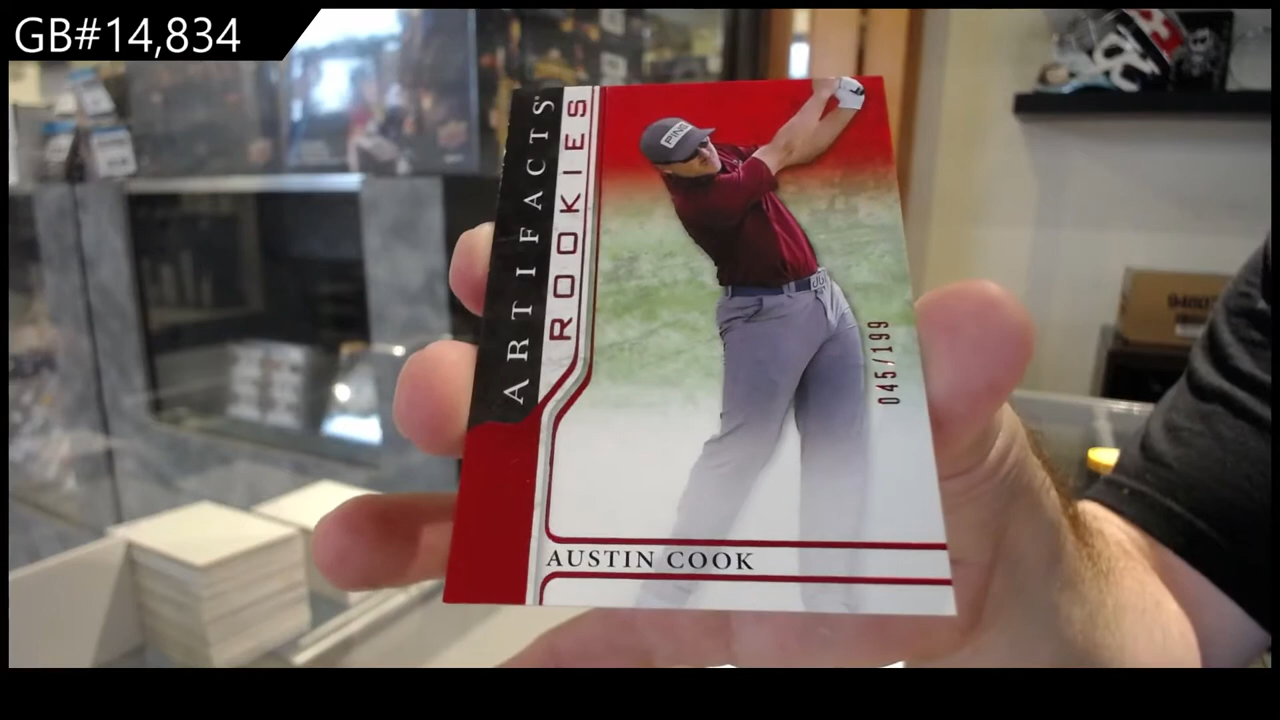 GB#14,834
ARTIFACTS
ROOKIES
PING
045/199
AUSTIN COOK